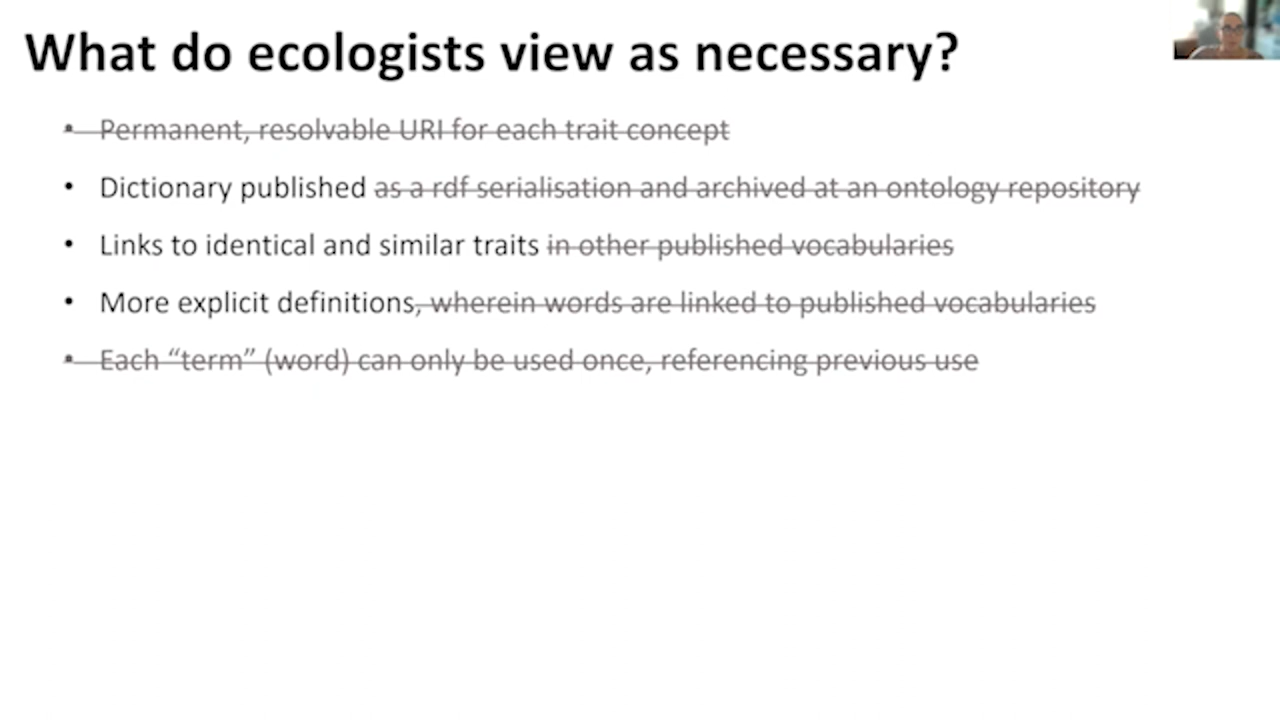 What do ecologists view as necessary?
• Permanent, resolvable URI for each trait concept
• Dictionary published as a rdf serialisation and archived at an ontology repository
• Links to identical and similar traits in other published vocabularies
• More explicit definitions, wherein words are linked to published vocabularies
• Each “term” (word) can only be used once, referencing previous use